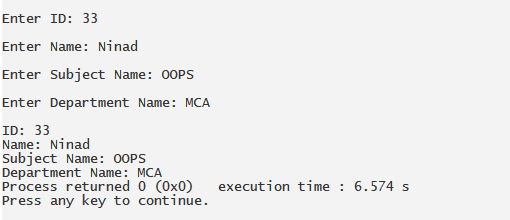 Enter ID: 33
Enter Name: Ninad
Enter Subject Name: OOPS
Enter Department Name: MCA
ID: 33
Name: Ninad
Subject Name: OOPS
Department Name: MCA
Process returned 0 (0x0)   execution time : 6.574 s
Press any key to continue.